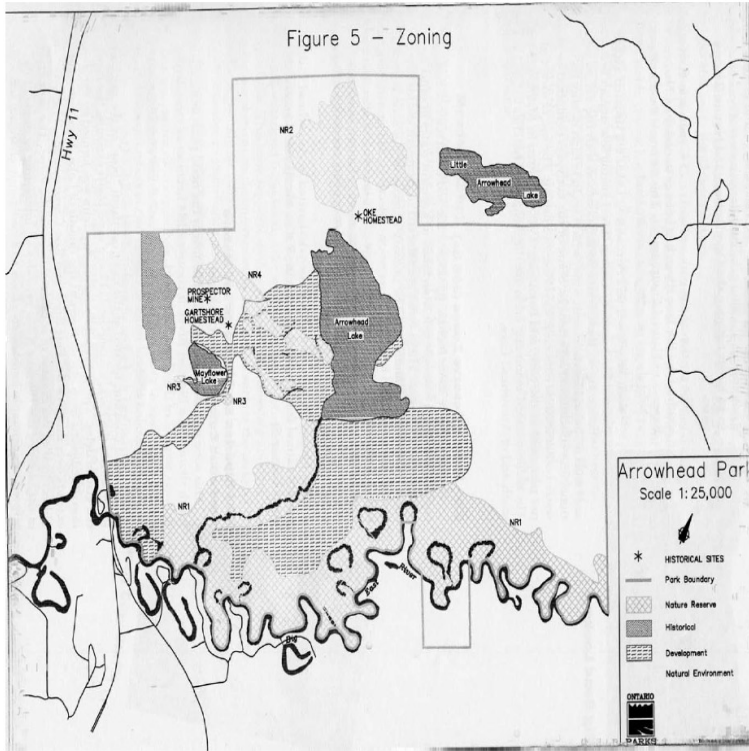 Figure 5 - Zoning
Hwy 11
NR2
Little
Arrowhead
Lake
OKE
HOMESTEAD
NR4
PROSPECTOR
MINE
GARTSHORE
HOMESTEAD
Arrowhead
Lake
Mayflower
Lake
NR3
NR3
NR1
NR1
East River
Arrowhead Par
Scale 1:25,000
HISTORICAL SITES
Park Boundary
Nature Reserve
Historical
Development
Natural Environment
ONTARIO
PARKS